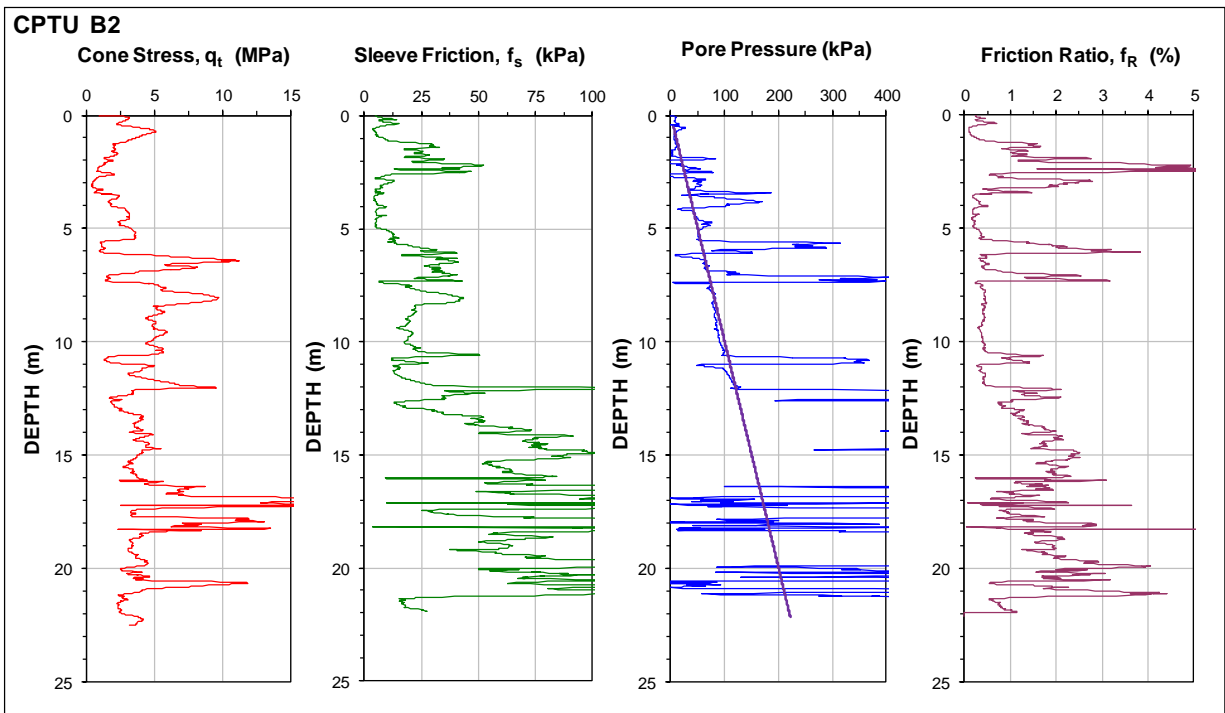 CPTU B2
Cone Stress, qt (MPa)
0 5 10 15
0
5
10
15
20
25
DEPTH (m)
Sleeve Friction, fs (kPa)
0 25 50 75 100
0
5
10
15
20
25
DEPTH (m)
Pore Pressure (kPa)
0 100 200 300 400
0
5
10
15
20
25
DEPTH (m)
Friction Ratio, fR (%)
0 1 2 3 4 5
0
5
10
15
20
25
DEPTH (m)